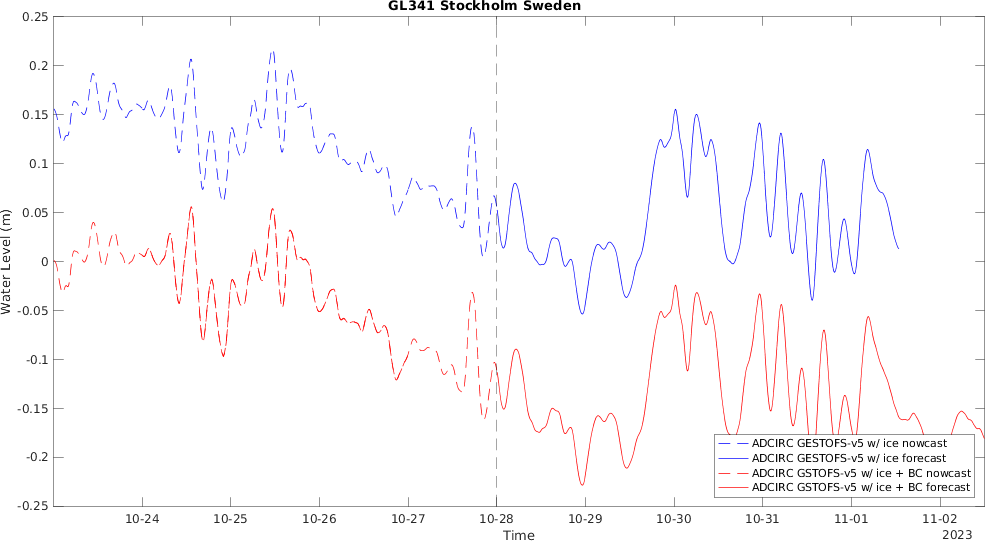 GL341 Stockholm Sweden
0.25
0.2
0.15
0.1
0.05
0
-0.05
-0.1
-0.15
-0.2
-0.25
Water Level (m)
ADCIRC GESTOFS-v5 w/ ice nowcast
ADCIRC GESTOFS-v5 w/ ice forecast
ADCIRC GSTOFS-v5 w/ ice + BC nowcast
ADCIRC GSTOFS-v5 w/ ice + BC forecast
10-24 10-25 10-26 10-27 10-28 10-29 10-30 10-31 11-01 11-02
Time 2023